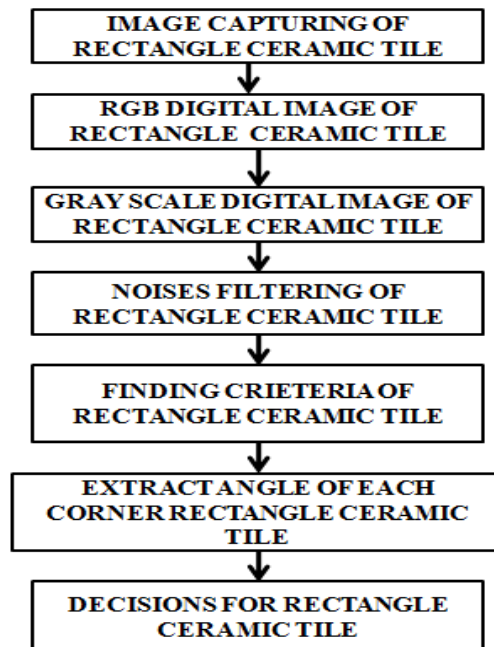 IMAGE CAPTURING OF
RECTANGLE CERAMIC TILE
RGB DIGITAL IMAGE OF
RECTANGLE CERAMIC TILE
GRAY SCALE DIGITAL IMAGE OF
RECTANGLE CERAMIC TILE
NOISES FILTERING OF
RECTANGLE CERAMIC TILE
FINDING CRIETERIA OF
RECTANGLE CERAMIC TILE
EXTRACT ANGLE OF EACH
CORNER RECTANGLE CERAMIC
TILE
DECISIONS FOR RECTANGLE
CERAMIC TILE